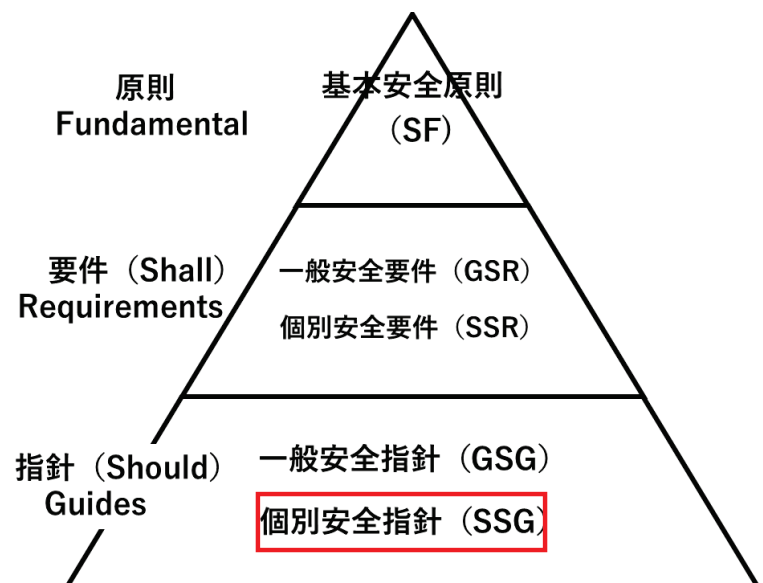 原則
Fundamental
基本安全原則
（SF）
要件（Shall）
Requirements
一般安全要件（GSR）
個別安全要件（SSR）
指針（Should）
Guides
一般安全指針（GSG）
個別安全指針（SSG）